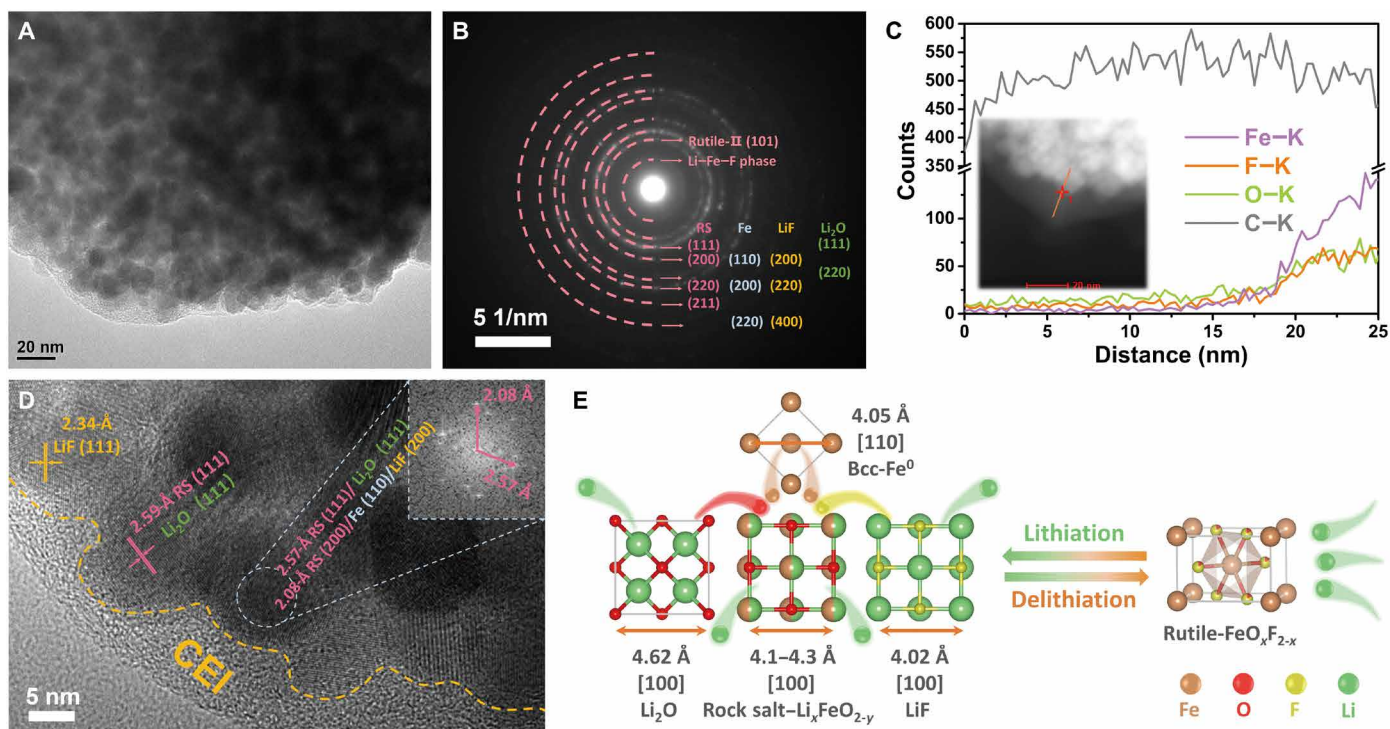 A
20 nm
B
Rutile-II (101)
Li–Fe–F phase
RS Fe LiF Li₂O
(111) (111)
(200) (110) (200)
(220)
(220) (200) (220)
(211)
(220) (400)
5 1/nm
C
Counts
600
550
500
450
400
350
150
100
50
0
0 5 10 15 20 25
Distance (nm)
Fe–K
F–K
O–K
C–K
20 nm
D
2.34-Å
LiF (111)
2.59-Å RS (111)
Li₂O (111)
2.57-Å RS (111)/Li₂O (111)
2.08-Å RS (200)/Fe (110)/LiF (200)
2.08 Å
2.57 Å
CEI
5 nm
E
4.05 Å
[110]
Bcc-Fe⁰
4.62 Å
[100]
Li₂O
4.1–4.3 Å
[100]
Rock salt–LiₓFeO₂₋ᵧ
4.02 Å
[100]
LiF
Lithiation
Delithiation
Rutile-FeOₓF₂₋ₓ
Fe O F Li